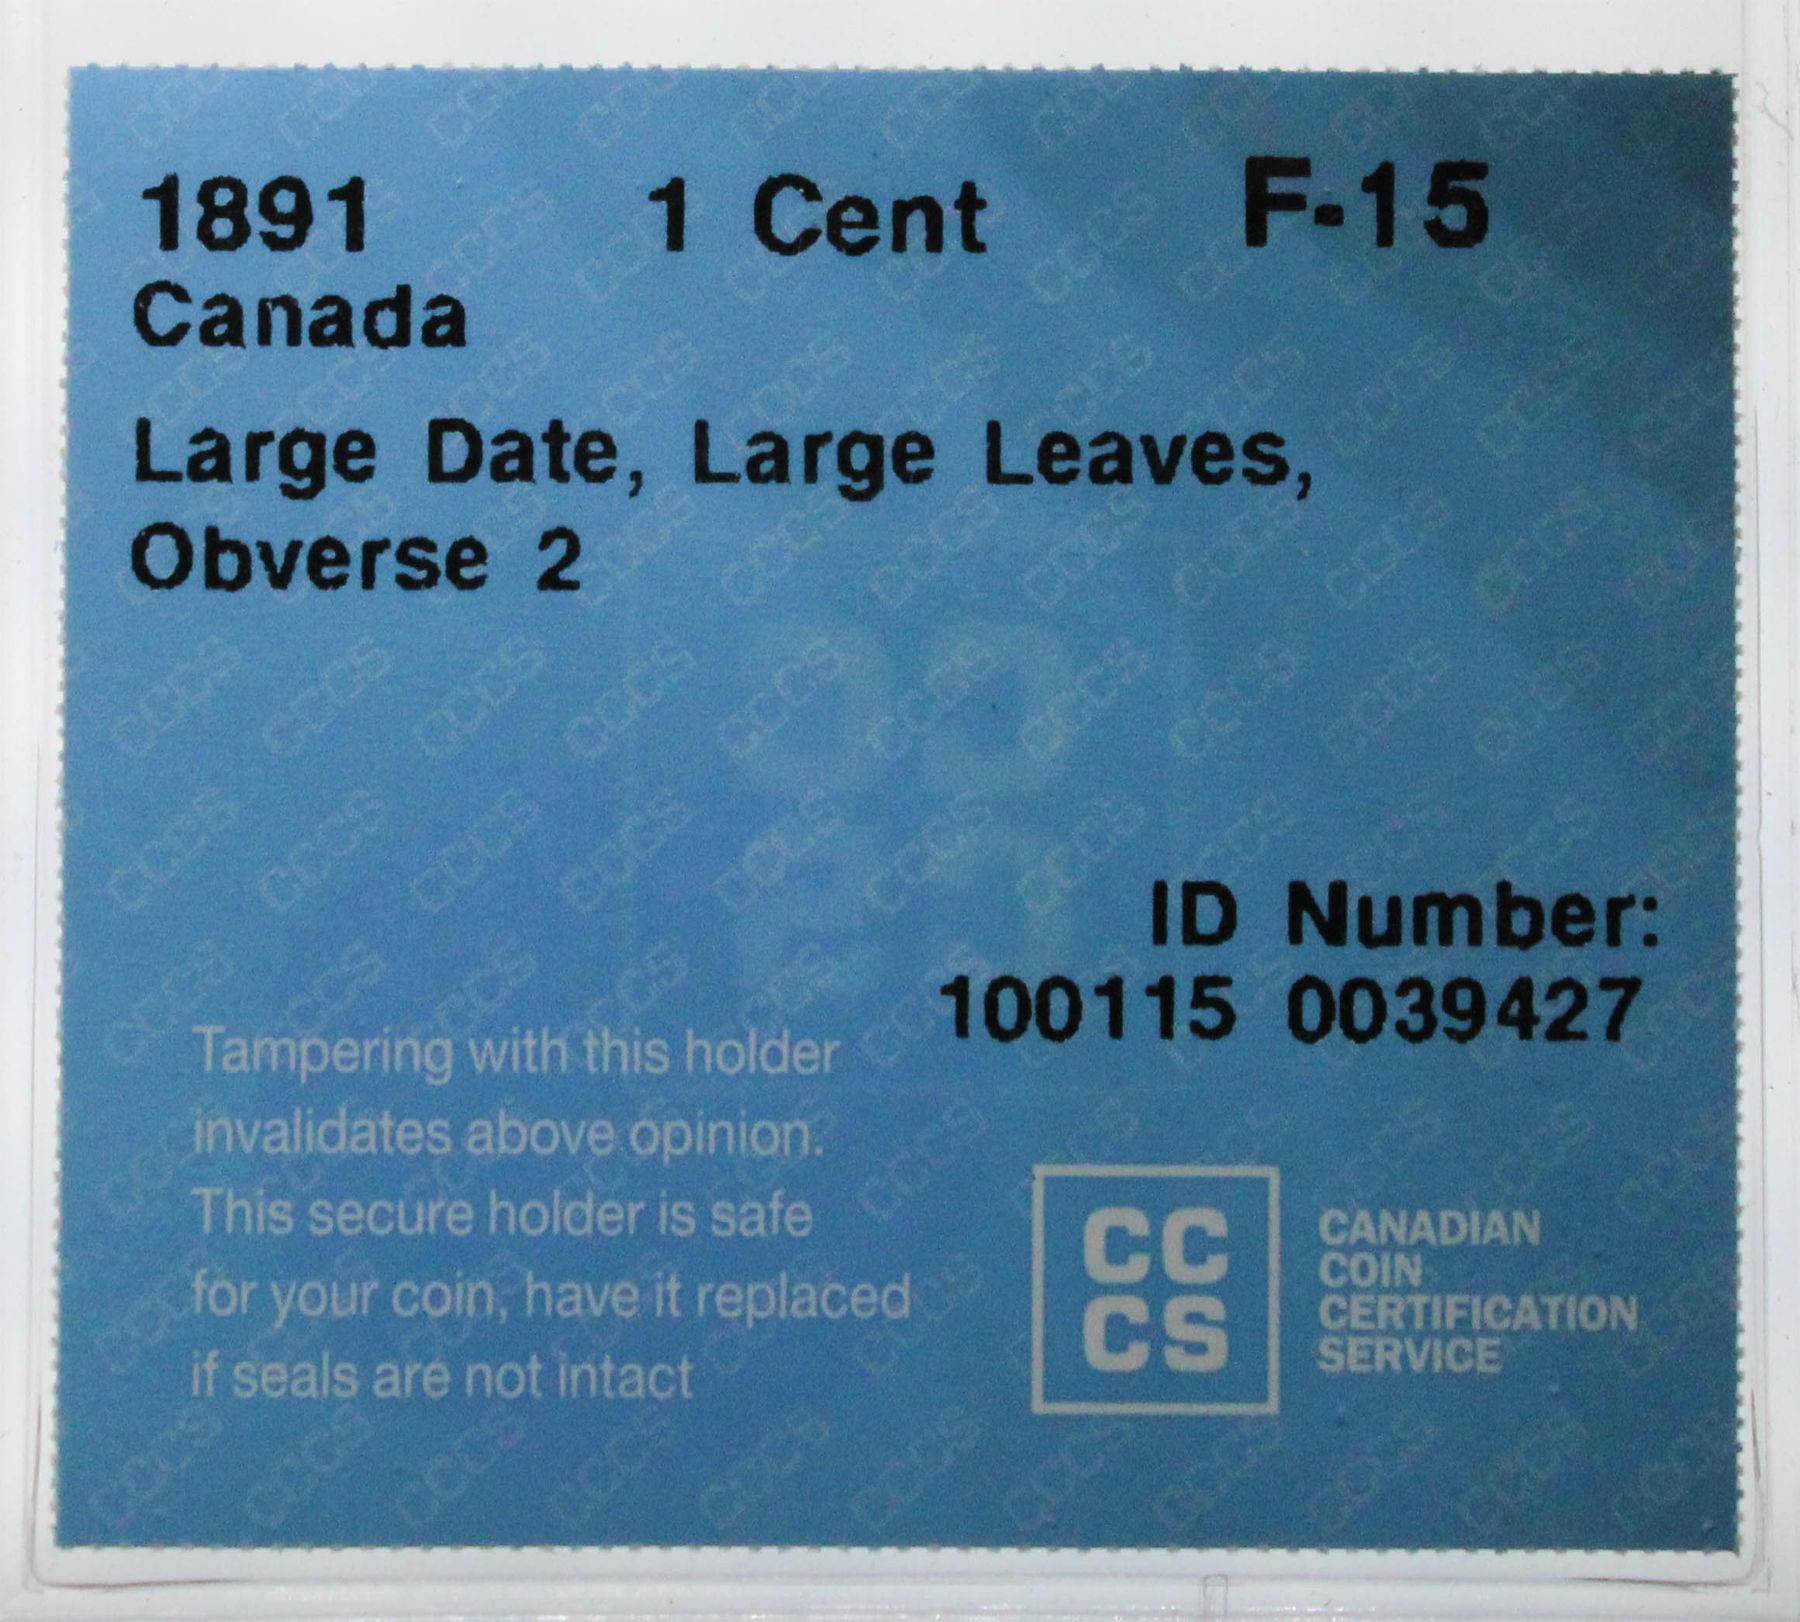 1891 1 Cent F-15
Canada
Large Date, Large Leaves,
Obverse 2
ID Number:
100115 0039427
Tampering with this holder
invalidates above opinion.
This secure holder is safe
for your coin, have it replaced
if seals are not intact
CC
CS
CANADIAN
COIN
CERTIFICATION
SERVICE